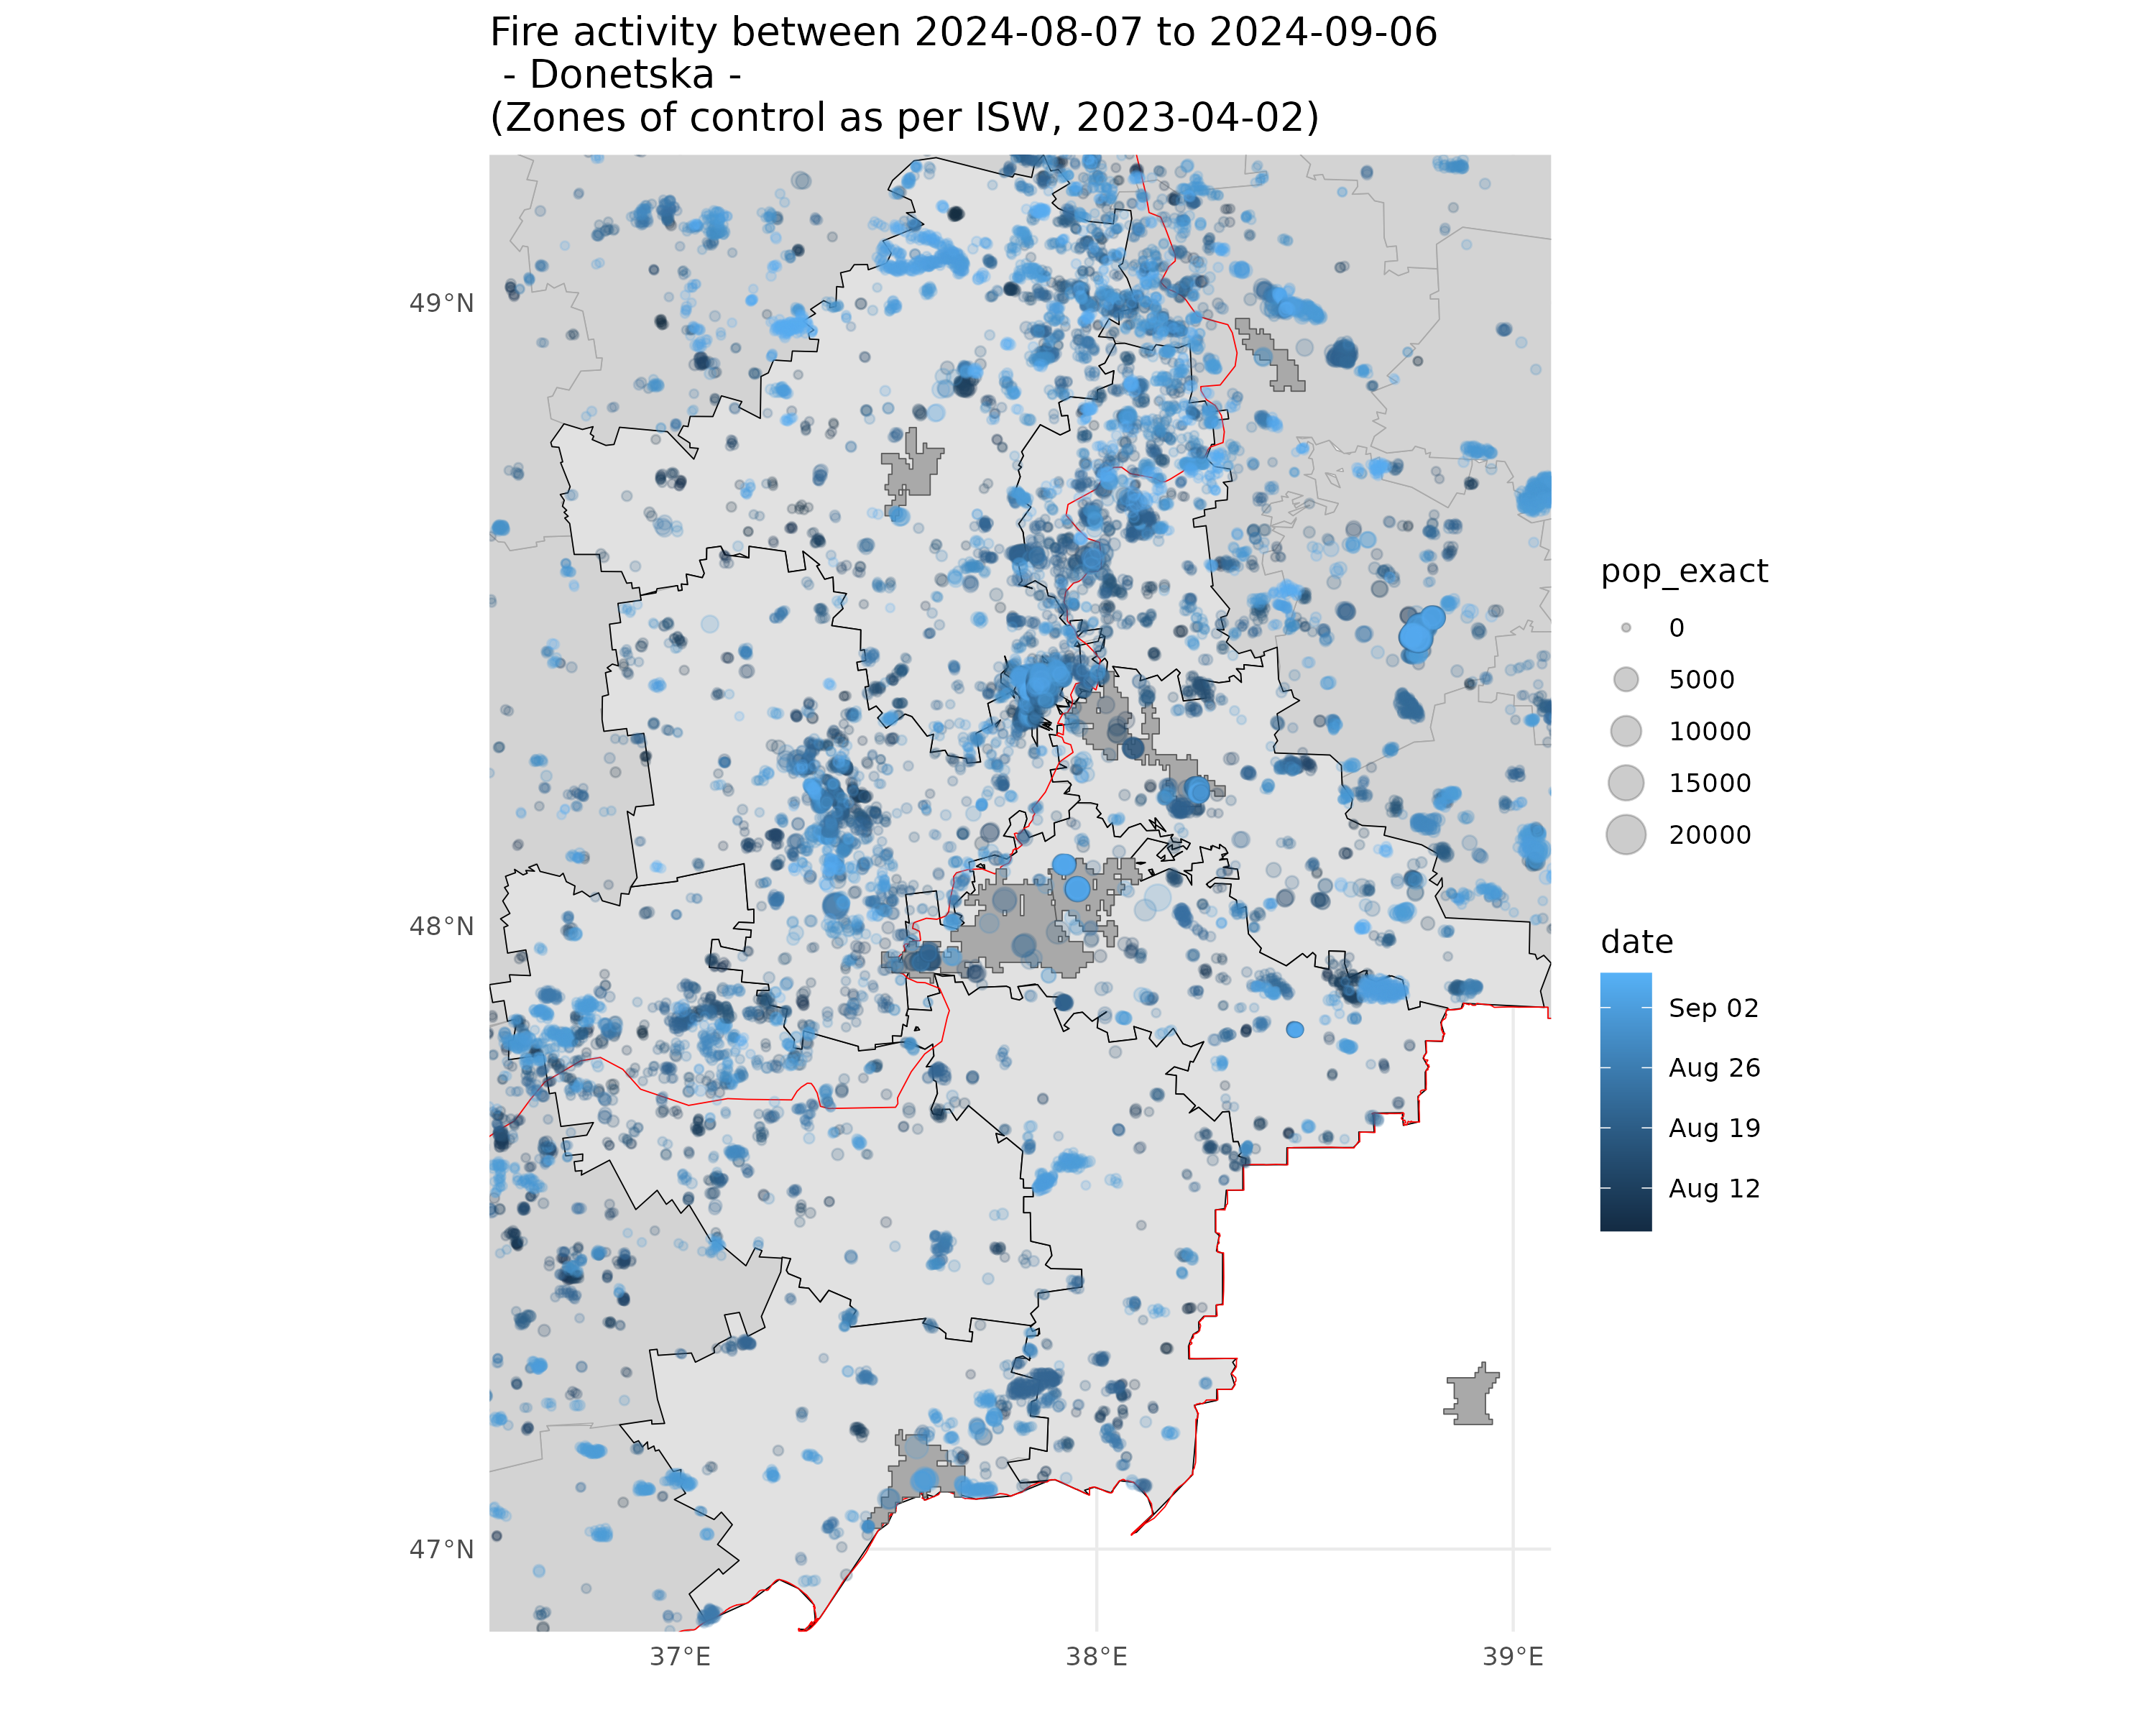 Fire activity between 2024-08-07 to 2024-09-06
- Donetska -
(Zones of control as per ISW, 2023-04-02)
49°N
48°N
47°N
37°E
38°E
39°E
pop_exact
0
5000
10000
15000
20000
date
Sep 02
Aug 26
Aug 19
Aug 12